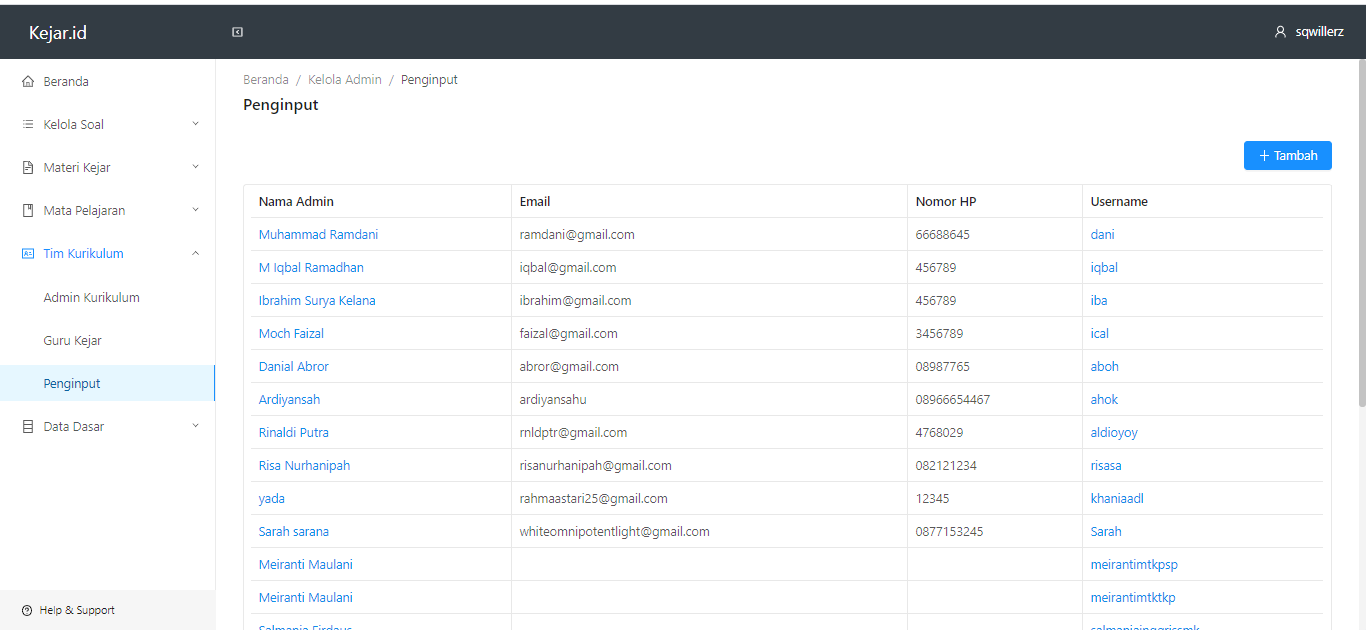 Kejar.id
sqwillerz
Beranda
Kelola Soal
Materi Kejar
Mata Pelajaran
Tim Kurikulum
Admin Kurikulum
Guru Kejar
Penginput
Data Dasar
Help & Support
Beranda / Kelola Admin / Penginput
Penginput
+ Tambah
Nama Admin Email Nomor HP Username
Muhammad Ramdani ramdani@gmail.com 66688645 dani
M Iqbal Ramadhan iqbal@gmail.com 456789 iqbal
Ibrahim Surya Kelana ibrahim@gmail.com 456789 iba
Moch Faizal faizal@gmail.com 3456789 ical
Danial Abror abror@gmail.com 08987765 aboh
Ardiyansah ardiyansahu 08966654467 ahok
Rinaldi Putra rnldptr@gmail.com 4768029 aldioyoy
Risa Nurhanipah risanurhanipah@gmail.com 082121234 risasa
yada rahmaastari25@gmail.com 12345 khaniaadl
Sarah sarana whiteomnipotentlight@gmail.com 0877153245 Sarah
Meiranti Maulani meirantimtkpsp
Meiranti Maulani meirantimtktkp